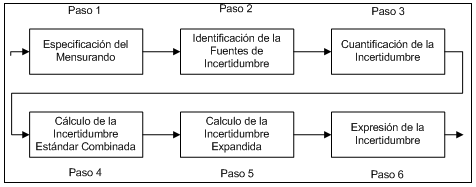 Paso 1
Paso 2
Paso 3
Especificación del
Mensurando
Identificación de la
Fuentes de
Incertidumbre
Cuantificación de la
Incertidumbre
Cálculo de la
Incertidumbre
Estándar Combinada
Calculo de la
Incertidumbre
Expandida
Expresión de la
Incertidumbre
Paso 4
Paso 5
Paso 6